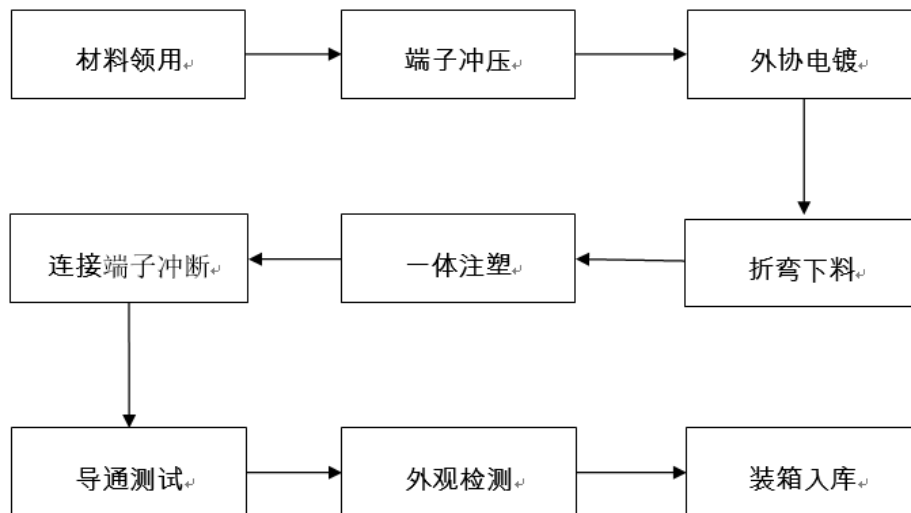 材料领用
端子冲压
外协电镀
连接端子冲断
一体注塑
折弯下料
导通测试
外观检测
装箱入库